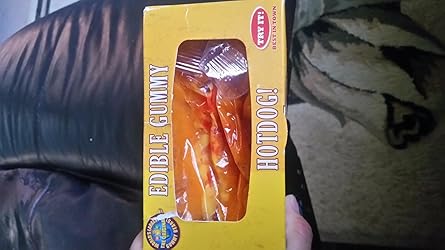 TRY IT!
BEST IN TOWN
EDIBLE GUMMY
HOTDOG!